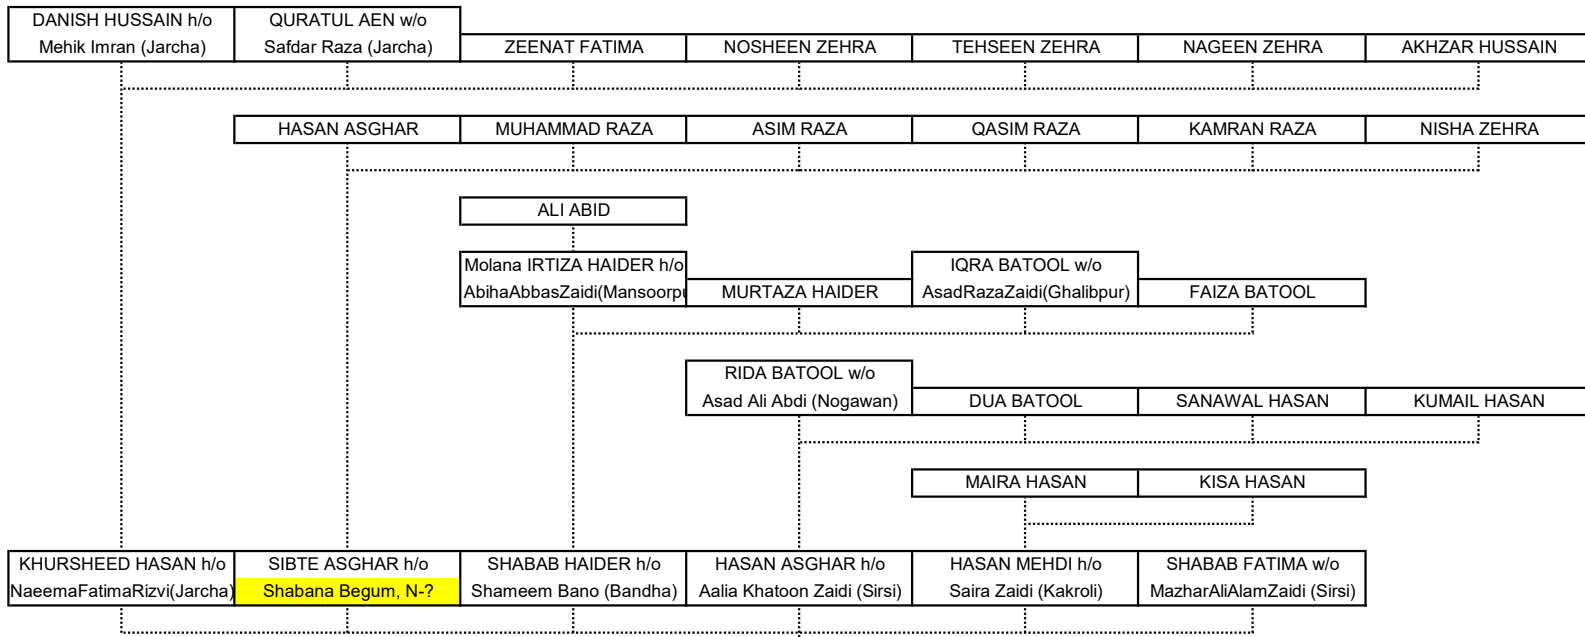 DANISH HUSSAIN h/o
Mehik Imran (Jarcha)
QURATUL AEN w/o
Safdar Raza (Jarcha)
ZEENAT FATIMA
NOSHEEN ZEHRA
TEHSEEN ZEHRA
NAGEEN ZEHRA
AKHZAR HUSSAIN
HASAN ASGHAR
MUHAMMAD RAZA
ASIM RAZA
QASIM RAZA
KAMRAN RAZA
NISHA ZEHRA
ALI ABID
Molana IRTIZA HAIDER h/o
AbihaAbbasZaidi(Mansoorpu
MURTAZA HAIDER
IQRA BATOOL w/o
AsadRazaZaidi(Ghalibpur)
FAIZA BATOOL
RIDA BATOOL w/o
Asad Ali Abdi (Nogawan)
DUA BATOOL
SANAWAL HASAN
KUMAIL HASAN
MAIRA HASAN
KISA HASAN
KHURSHEED HASAN h/o
NaeemaFatimaRizvi(Jarcha)
SIBTE ASGHAR h/o
Shabana Begum, N-?
SHABAB HAIDER h/o
Shameem Bano (Bandha)
HASAN ASGHAR h/o
Aalia Khatoon Zaidi (Sirsi)
HASAN MEHDI h/o
Saira Zaidi (Kakroli)
SHABAB FATIMA w/o
MazharAliAlamZaidi (Sirsi)